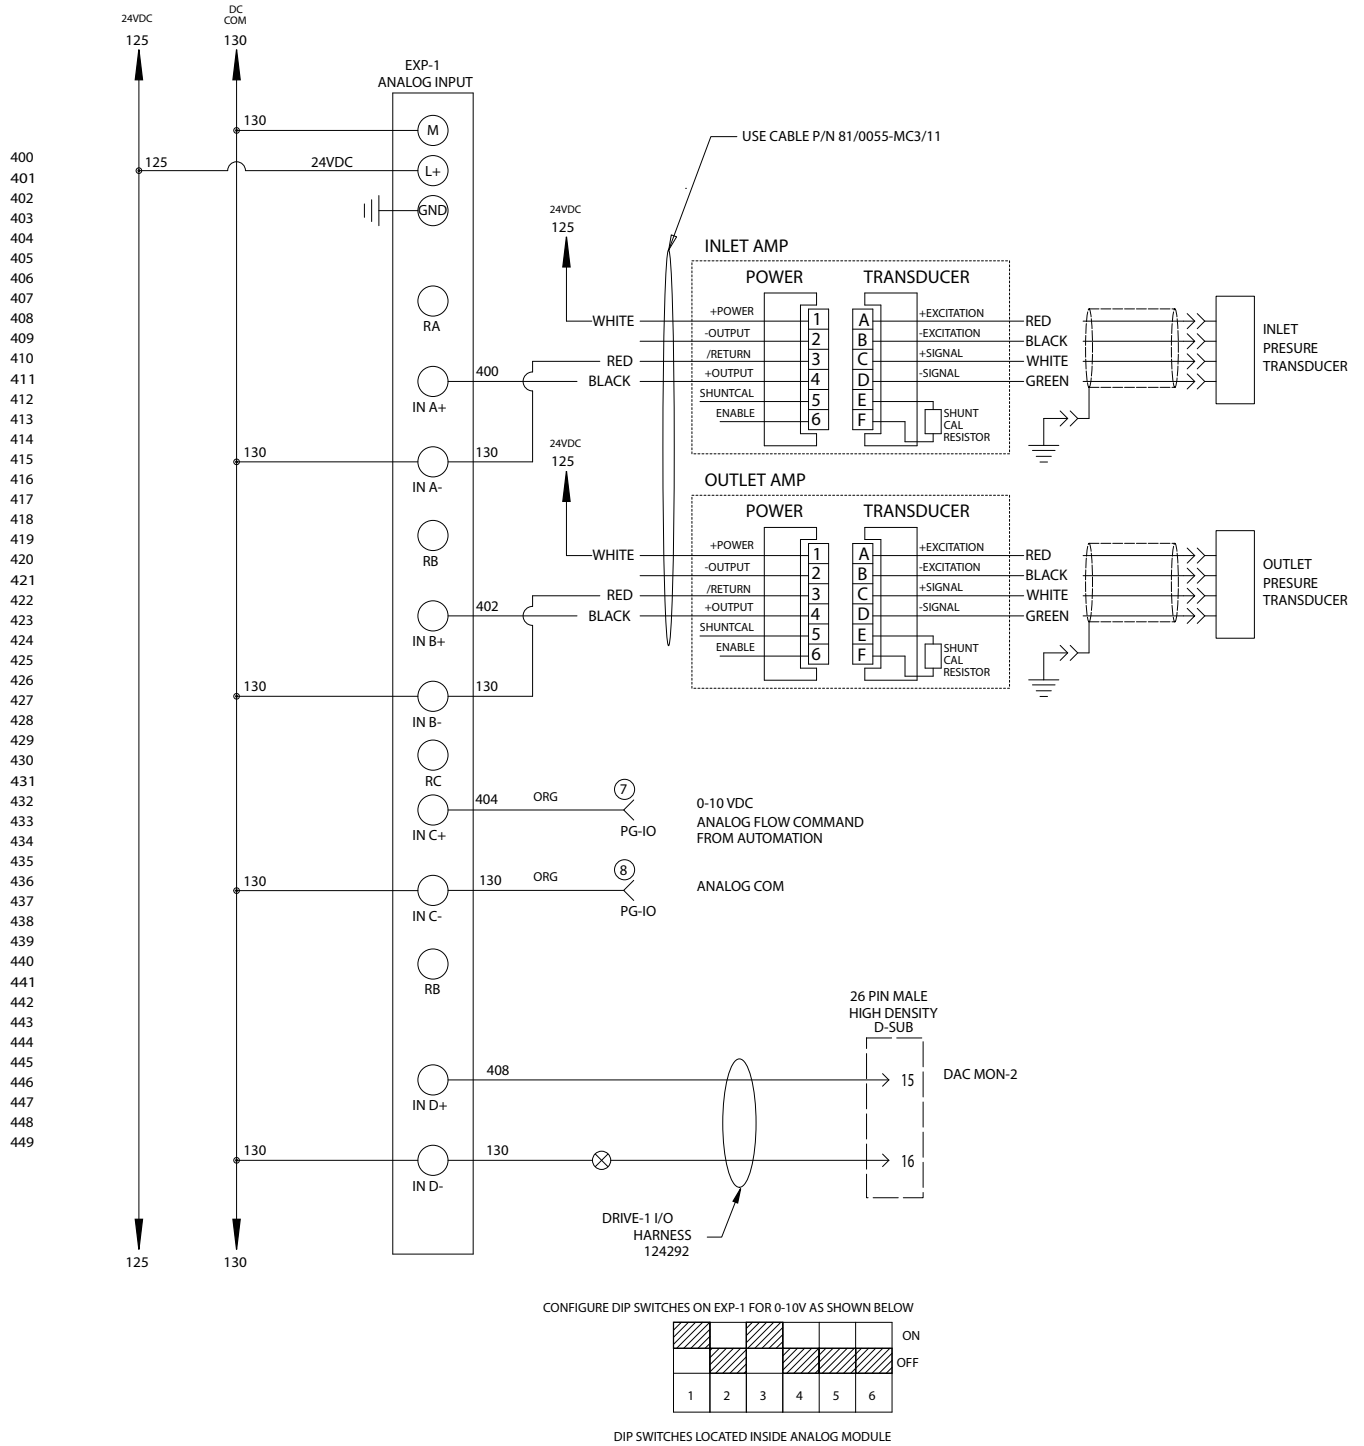 24VDC
125
DC
COM
130
EXP-1
ANALOG INPUT
130
M
USE CABLE P/N 81/0055-MC3/11
125
24VDC
L+
GND
400
401
402
403
404
405
406
407
408
409
410
411
412
413
414
415
416
417
418
419
420
421
422
423
424
425
426
427
428
429
430
431
432
433
434
435
436
437
438
439
440
441
442
443
444
445
446
447
448
449
24VDC
125
INLET AMP
POWER
TRANSDUCER
RA
WHITE
+POWER
1
A
+EXCITATION
RED
-OUTPUT
2
B
-EXCITATION
BLACK
RED
/RETURN
3
C
+SIGNAL
WHITE
400
BLACK
+OUTPUT
4
D
-SIGNAL
GREEN
SHUNTCAL
5
E
ENABLE
6
F
SHUNT
CAL
RESISTOR
INLET
PRESURE
TRANSDUCER
IN A+
130
130
IN A-
24VDC
125
OUTLET AMP
POWER
TRANSDUCER
RB
WHITE
+POWER
1
A
+EXCITATION
RED
-OUTPUT
2
B
-EXCITATION
BLACK
RED
/RETURN
3
C
+SIGNAL
WHITE
402
BLACK
+OUTPUT
4
D
-SIGNAL
GREEN
SHUNTCAL
5
E
ENABLE
6
F
SHUNT
CAL
RESISTOR
OUTLET
PRESURE
TRANSDUCER
IN B+
130
130
IN B-
RC
404
ORG
7
PG-IO
0-10 VDC
ANALOG FLOW COMMAND
FROM AUTOMATION
IN C+
130
130
ORG
8
PG-IO
ANALOG COM
IN C-
RB
26 PIN MALE
HIGH DENSITY
D-SUB
408
15
DAC MON-2
IN D+
130
130
16
IN D-
DRIVE-1 I/O
HARNESS
124292
125
130
CONFIGURE DIP SWITCHES ON EXP-1 FOR 0-10V AS SHOWN BELOW
ON
OFF
1 2 3 4 5 6
DIP SWITCHES LOCATED INSIDE ANALOG MODULE